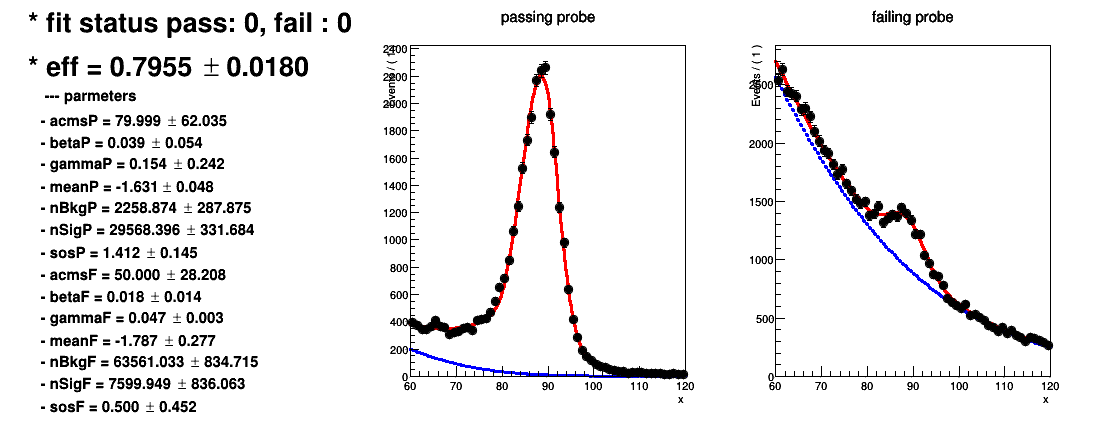 * fit status pass: 0, fail : 0
* eff = 0.7955 ± 0.0180
--- parmeters
- acmsP = 79.999 ± 62.035
- betaP = 0.039 ± 0.054
- gammaP = 0.154 ± 0.242
- meanP = -1.631 ± 0.048
- nBkgP = 2258.874 ± 287.875
- nSigP = 29568.396 ± 331.684
- sosP = 1.412 ± 0.145
- acmsF = 50.000 ± 28.208
- betaF = 0.018 ± 0.014
- gammaF = 0.047 ± 0.003
- meanF = -1.787 ± 0.277
- nBkgF = 63561.033 ± 834.715
- nSigF = 7599.949 ± 836.063
- sosF = 0.500 ± 0.452
passing probe
Events / ( 1 )
2400
2200
2000
1800
1600
1400
1200
1000
800
600
400
200
0
60 70 80 90 100 110 120
x
failing probe
Events / ( 1 )
2500
2000
1500
1000
500
0
60 70 80 90 100 110 120
x